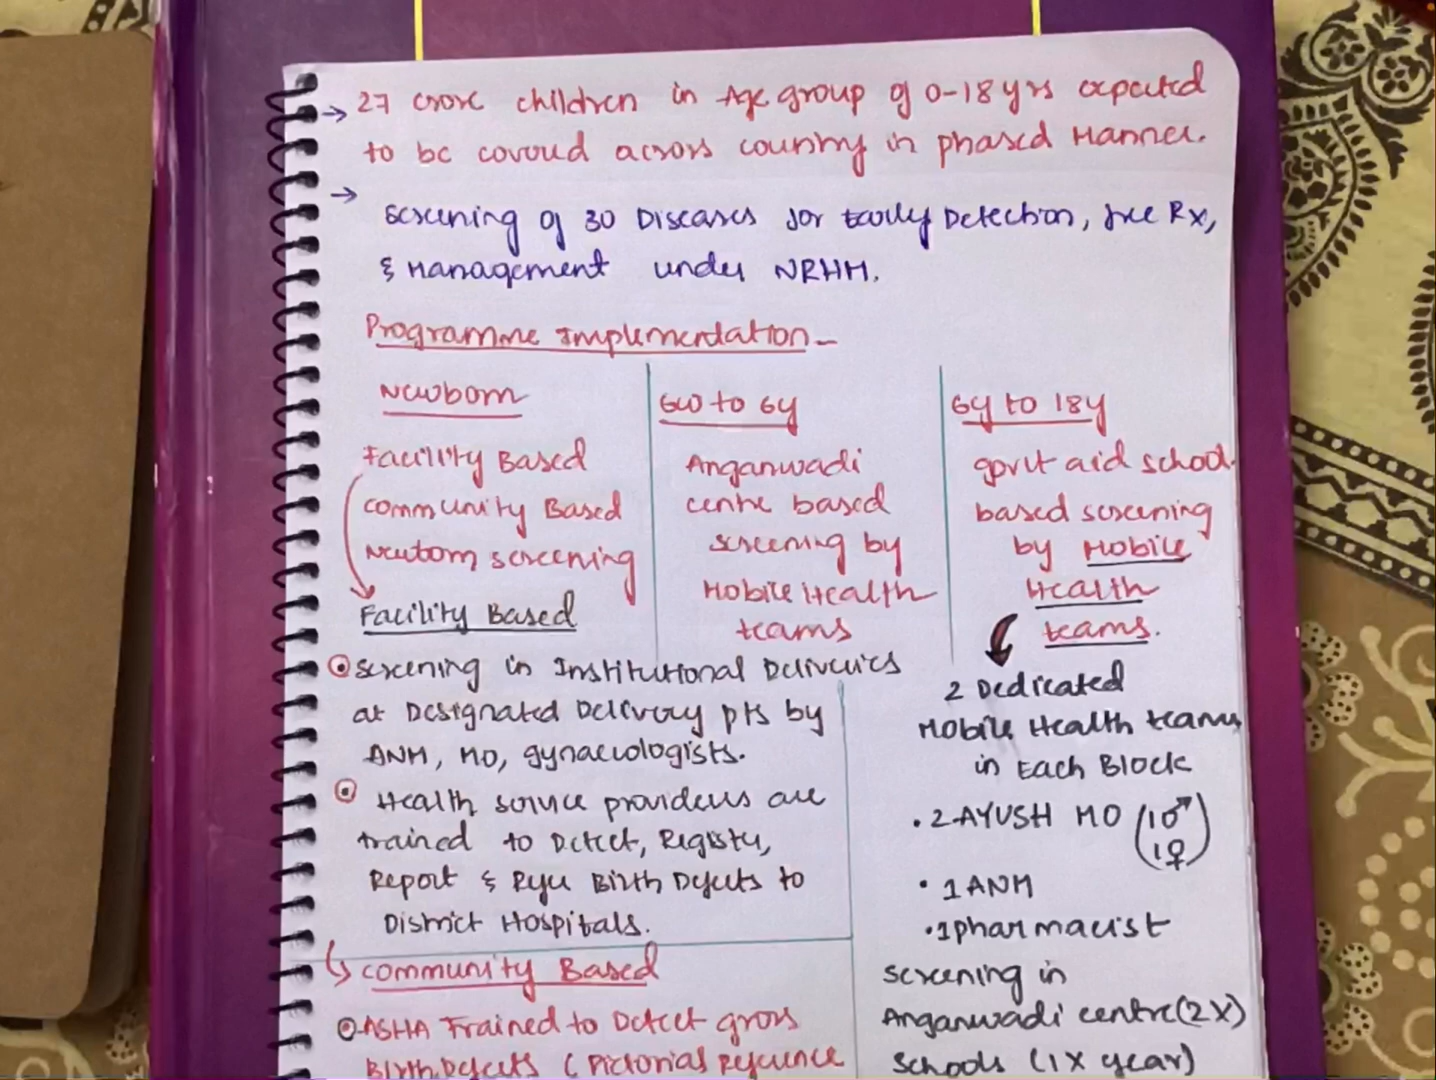 → 27 crore children in Age group of 0-18yrs expected
to be covered across country in phased Manner.
→ screening of 30 Diseases for Early Detection, free Rx,
& Management under NRHM.
Programme Implementation-
Newborn
Facility Based
community Based
Newborn screening
Facility Based
6w to 6y
Anganwadi
centre based
screening by
Mobile Health
teams
6y to 18y
govt aid school
based screening
by Mobile
Health
teams.
screening in Institutional Deliveries
at Designated Delivery pts by
ANM, MO, gynaecologists.
Health service providers are
trained to Detect, Register,
Report & Refer Birth Defects to
District Hospitals.
community Based
ASHA Trained to Detect gross
Birth Defects (Pictorial Reference
2 Dedicated
Mobile Health teams
in Each Block
• 2-AYUSH MO (1♂
1♀)
• 1 ANM
• 1 pharmacist
screening in
Anganwadi centre (2X)
Schools (1X year)